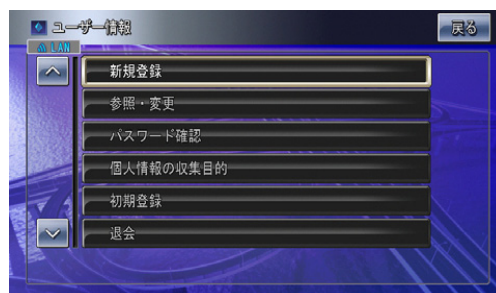 ユーザー情報
戻る
LAN
新規登録
参照・変更
パスワード確認
個人情報の収集目的
初期登録
退会